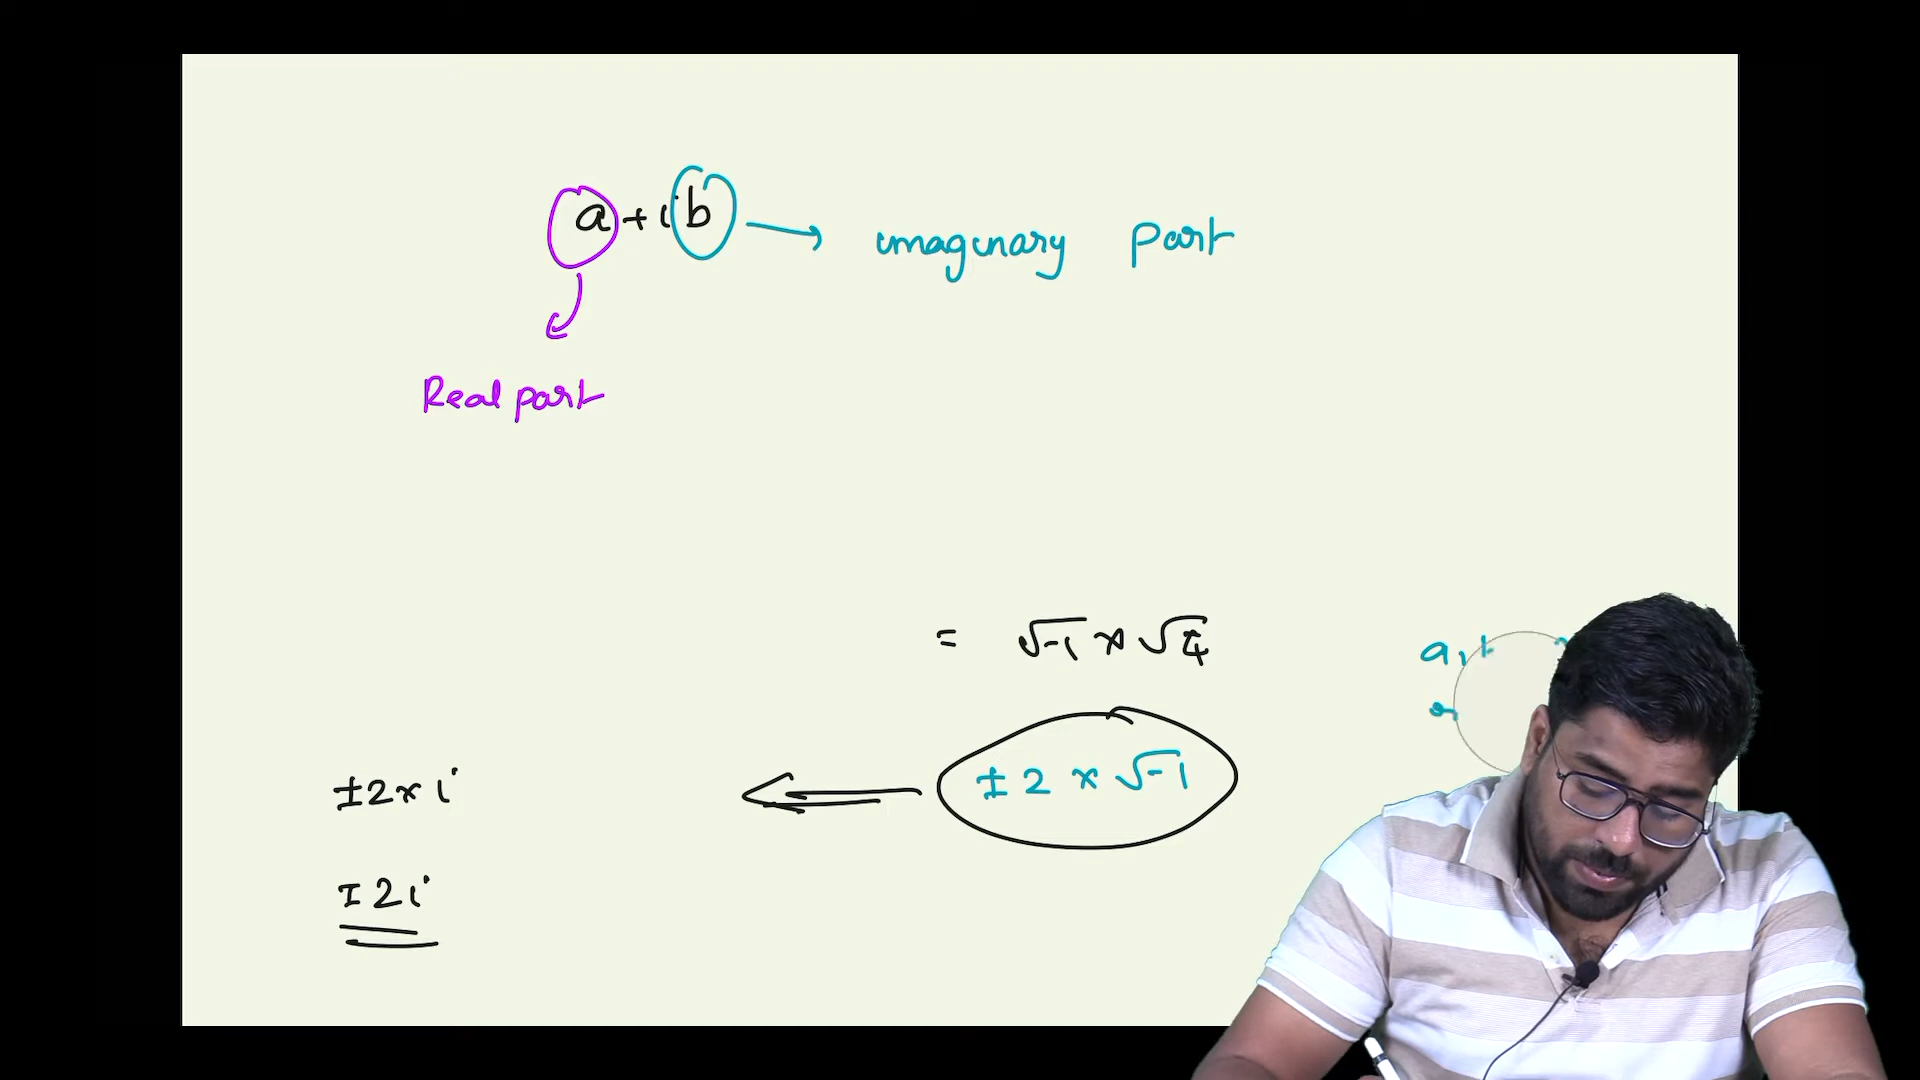 a + ib → imaginary part
Real part
= √-1 × √4
± 2 × √-1
±2 × i
± 2i